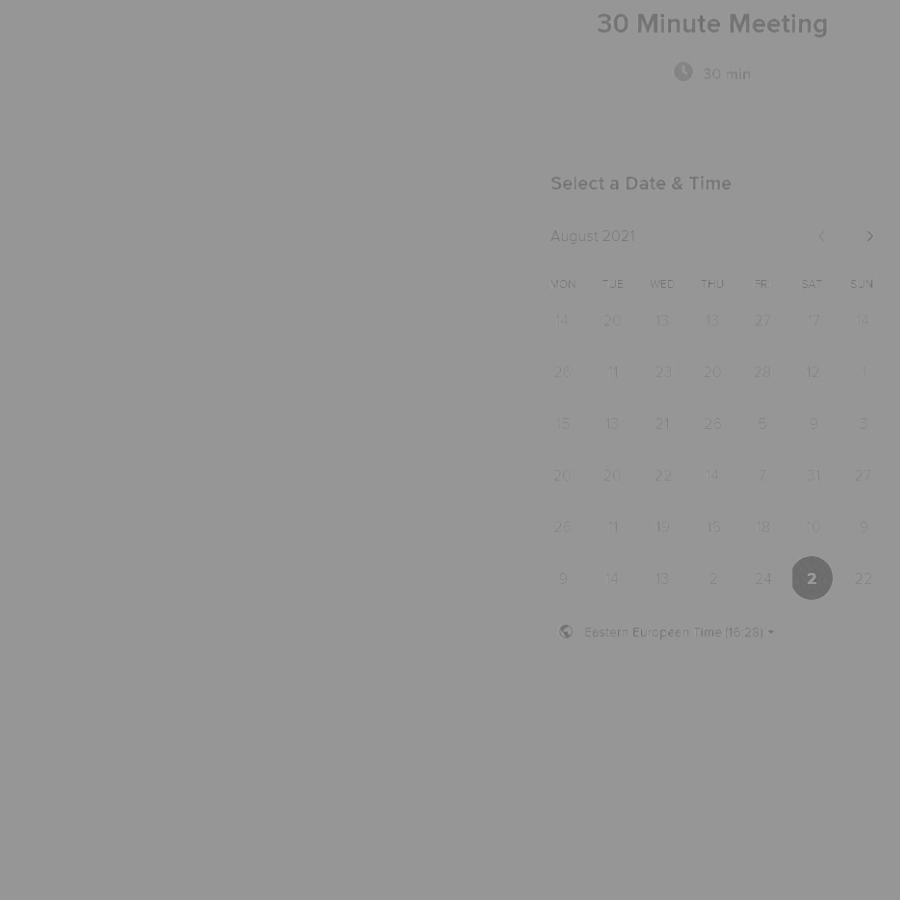 30 Minute Meeting
30 min
Select a Date & Time
August 2021
MON TUE WED THU FRI SAT SUN
14 20 13 13 27 17 14
26 11 23 20 28 12 1
15 13 21 26 5 9 3
20 20 22 14 7 31 27
26 11 19 15 18 10 9
9 14 13 2 24 2 22
Eastern European Time (16:28)